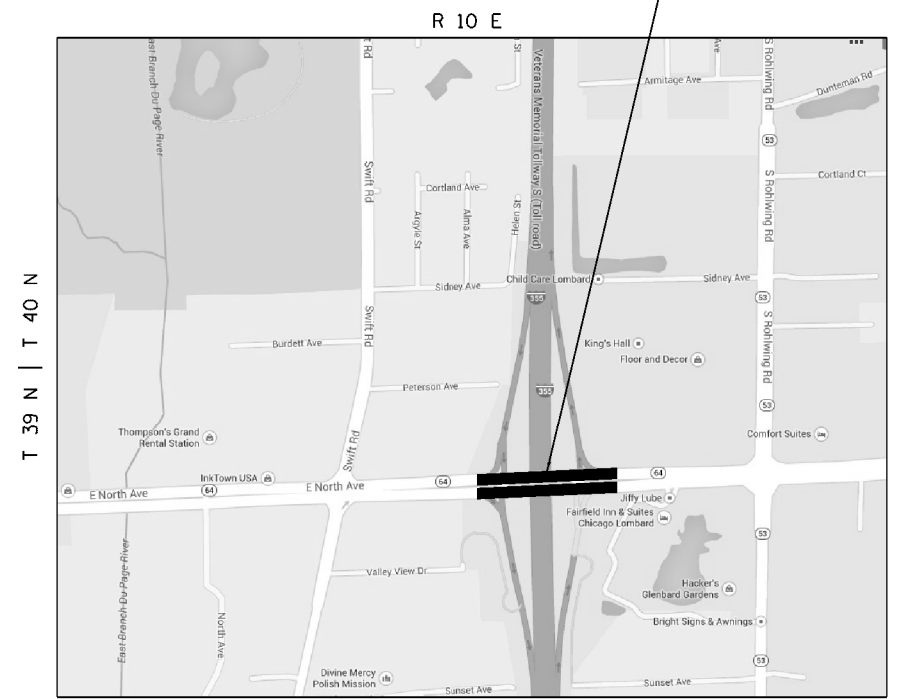 R 10 E
T 39 N | T 40 N
East Branch Du Page River
Swift Rd
Veterans Memorial Tollway S (Toll road)
Armitage Ave
S Rohlwing Rd
Dunteman Rd
53
Swift Rd
Cortland Ave
Argyle St
Alma Ave
Helen St
S Rohlwing Rd
Cortland Ct
Child Care Lombard
Sidney Ave
Sidney Ave
355
53
Swift Rd
Burdett Ave
King's Hall
Floor and Decor
S Rohlwing Rd
Peterson Ave
355
53
Thompson's Grand
Rental Station
Swift Rd
Comfort Suites
InkTown USA
E North Ave
64
E North Ave
64
64
Jiffy Lube
Fairfield Inn & Suites
Chicago Lombard
53
East Branch Du Page River
Valley View Dr
Hacker's
Glenbard Gardens
North Ave
Bright Signs & Awnings
53
Divine Mercy
Polish Mission
Sunset Ave
Sunset Ave